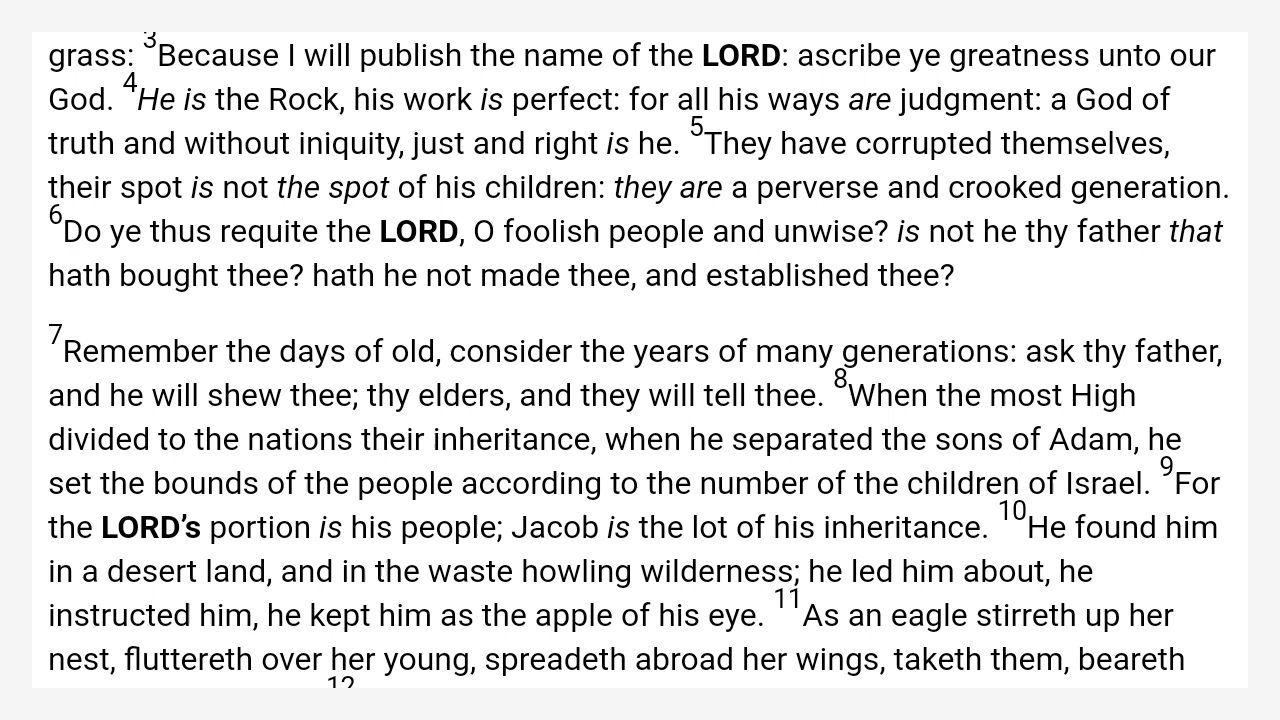 grass: 3Because I will publish the name of the LORD: ascribe ye greatness unto our
God. 4He is the Rock, his work is perfect: for all his ways are judgment: a God of
truth and without iniquity, just and right is he. 5They have corrupted themselves,
their spot is not the spot of his children: they are a perverse and crooked generation.
6Do ye thus requite the LORD, O foolish people and unwise? is not he thy father that
hath bought thee? hath he not made thee, and established thee?
7Remember the days of old, consider the years of many generations: ask thy father,
and he will shew thee; thy elders, and they will tell thee. 8When the most High
divided to the nations their inheritance, when he separated the sons of Adam, he
set the bounds of the people according to the number of the children of Israel. 9For
the LORD’s portion is his people; Jacob is the lot of his inheritance. 10He found him
in a desert land, and in the waste howling wilderness; he led him about, he
instructed him, he kept him as the apple of his eye. 11As an eagle stirreth up her
nest, fluttereth over her young, spreadeth abroad her wings, taketh them, beareth
12